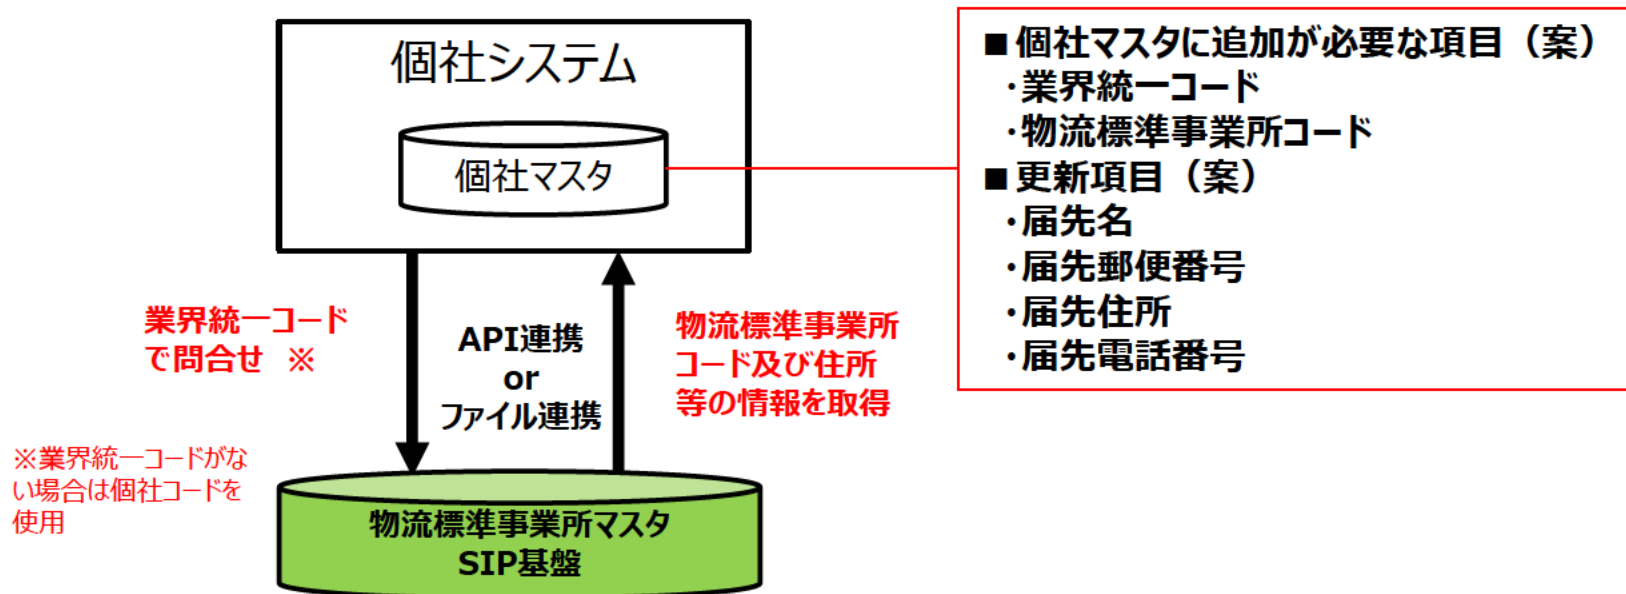 個社システム
個社マスタ
■個社マスタに追加が必要な項目（案）
・業界統一コード
・物流標準事業所コード
■更新項目（案）
・届先名
・届先郵便番号
・届先住所
・届先電話番号
業界統一コード
で問合せ ※
API連携
or
ファイル連携
物流標準事業所
コード及び住所
等の情報を取得
※業界統一コードがな
い場合は個社コードを
使用
物流標準事業所マスタ
SIP基盤